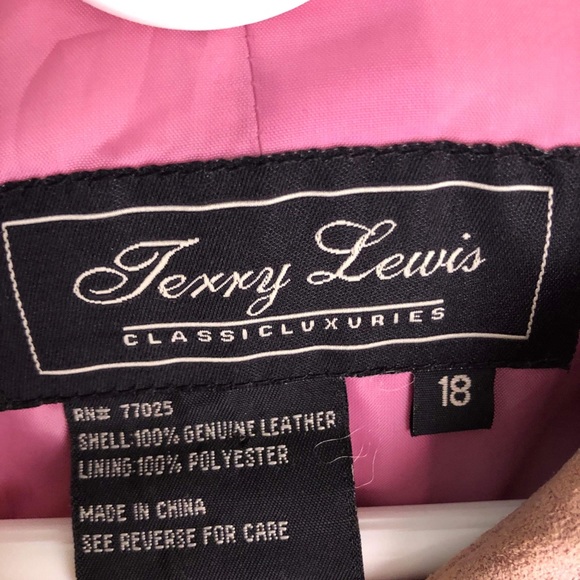 Terry Lewis
CLASSICLUXURIES
18
RN# 77025
SHELL:100% GENUINE LEATHER
LINING:100% POLYESTER
MADE IN CHINA
SEE REVERSE FOR CARE